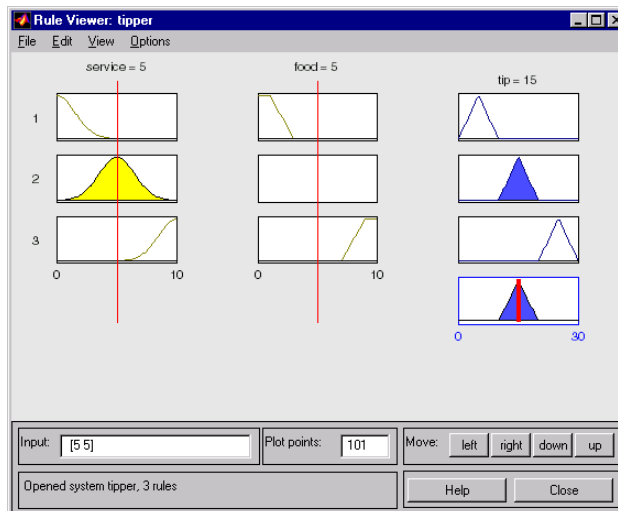 Rule Viewer: tipper
File Edit View Options
service = 5
food = 5
tip = 15
1
2
3
0 10
0 10
0 30
Input: [5 5]
Plot points: 101
Move: left right down up
Opened system tipper, 3 rules
Help Close